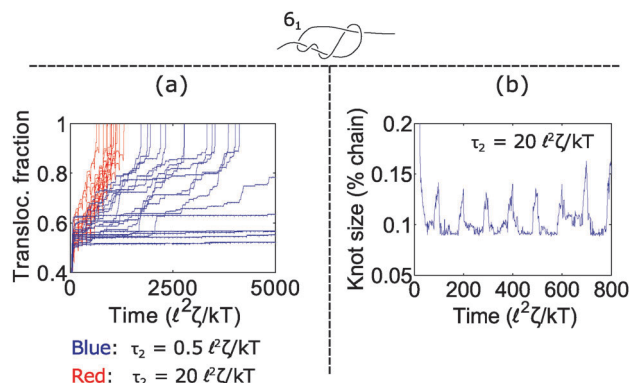 6₁
(a)
Transloc. fraction
1
0.8
0.6
0.4
0
2500
5000
Time (ℓ²ζ/kT)
Blue: τ₂ = 0.5 ℓ²ζ/kT
Red: τ₂ = 20 ℓ²ζ/kT
(b)
Knot size (% chain)
0.2
0.15
0.1
0.05
τ₂ = 20 ℓ²ζ/kT
0
200
400
600
800
Time (ℓ²ζ/kT)